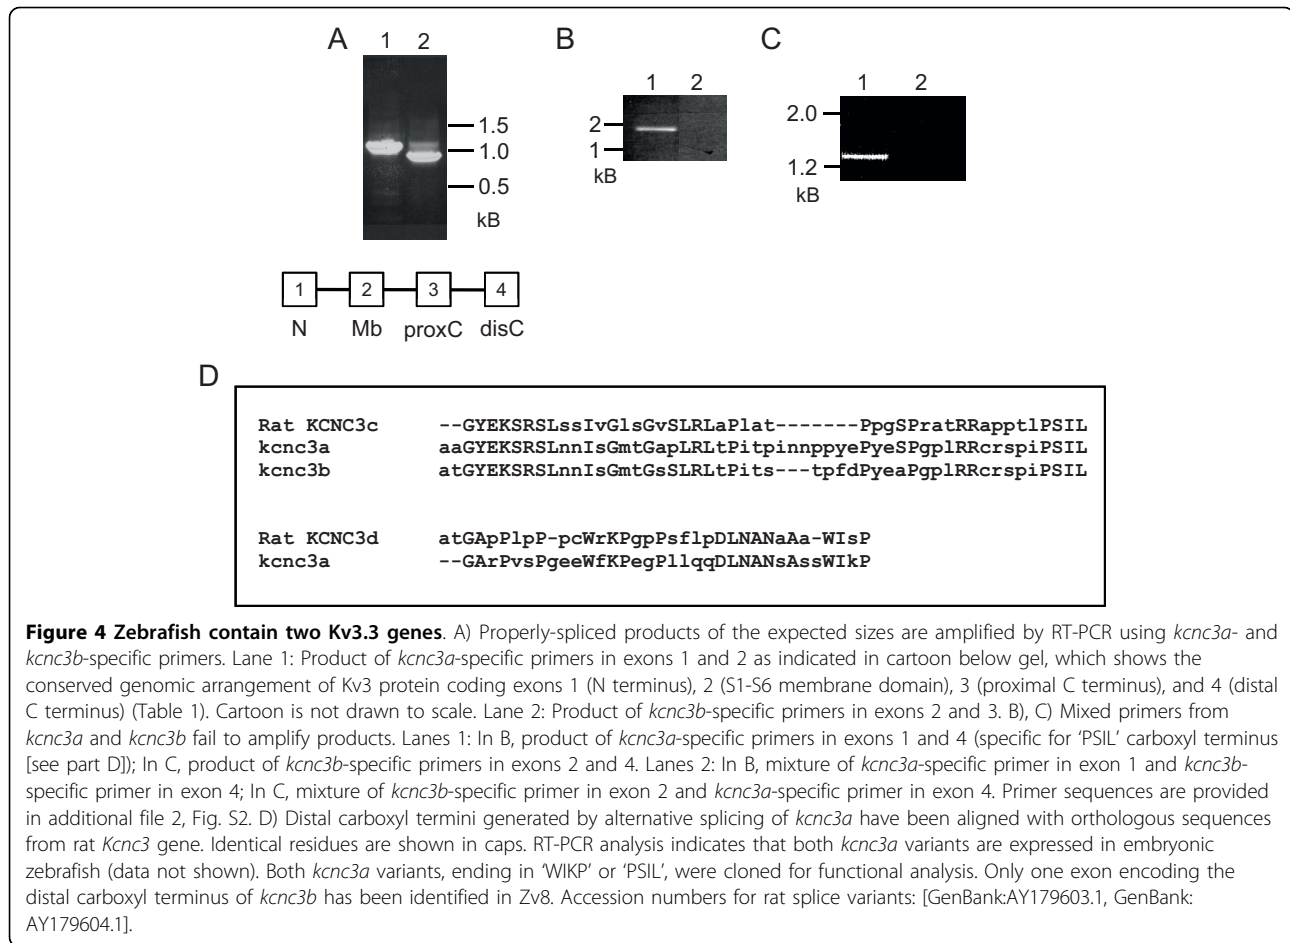 A
1 2
1.5
1.0
0.5
kB
B
1 2
2
1
kB
C
1 2
2.0
1.2
kB
1 2 3 4
N Mb proxC disC
D
Rat KCNC3c --GYEKSRSLssIvGlsGvSLRLaPlat-------PpgSPratRRapptlPSIL
kcnc3a aaGYEKSRSLnnIsGmtGapLRLtPitpinnppyePyeSPgplRRcrspiPSIL
kcnc3b atGYEKSRSLnnIsGmtGsSLRLtPits---tpfdPyeaPgplRRcrspiPSIL
Rat KCNC3d atGApPlpP-pcWrKPgpPsflpDLNANaAa-WIsP
kcnc3a --GArPvsPgeeWfKPegPllqqDLNANsAssWIkP
Figure 4 Zebrafish contain two Kv3.3 genes. A) Properly-spliced products of the expected sizes are amplified by RT-PCR using kcnc3a- and
kcnc3b-specific primers. Lane 1: Product of kcnc3a-specific primers in exons 1 and 2 as indicated in cartoon below gel, which shows the
conserved genomic arrangement of Kv3 protein coding exons 1 (N terminus), 2 (S1-S6 membrane domain), 3 (proximal C terminus), and 4 (distal
C terminus) (Table 1). Cartoon is not drawn to scale. Lane 2: Product of kcnc3b-specific primers in exons 2 and 3. B), C) Mixed primers from
kcnc3a and kcnc3b fail to amplify products. Lanes 1: In B, product of kcnc3a-specific primers in exons 1 and 4 (specific for ‘PSIL’ carboxyl terminus
[see part D]); In C, product of kcnc3b-specific primers in exons 2 and 4. Lanes 2: In B, mixture of kcnc3a-specific primer in exon 1 and kcnc3b-
specific primer in exon 4; In C, mixture of kcnc3b-specific primer in exon 2 and kcnc3a-specific primer in exon 4. Primer sequences are provided
in additional file 2, Fig. S2. D) Distal carboxyl termini generated by alternative splicing of kcnc3a have been aligned with orthologous sequences
from rat Kcnc3 gene. Identical residues are shown in caps. RT-PCR analysis indicates that both kcnc3a variants are expressed in embryonic
zebrafish (data not shown). Both kcnc3a variants, ending in ‘WIKP’ or ‘PSIL’, were cloned for functional analysis. Only one exon encoding the
distal carboxyl terminus of kcnc3b has been identified in Zv8. Accession numbers for rat splice variants: [GenBank:AY179603.1, GenBank:
AY179604.1].